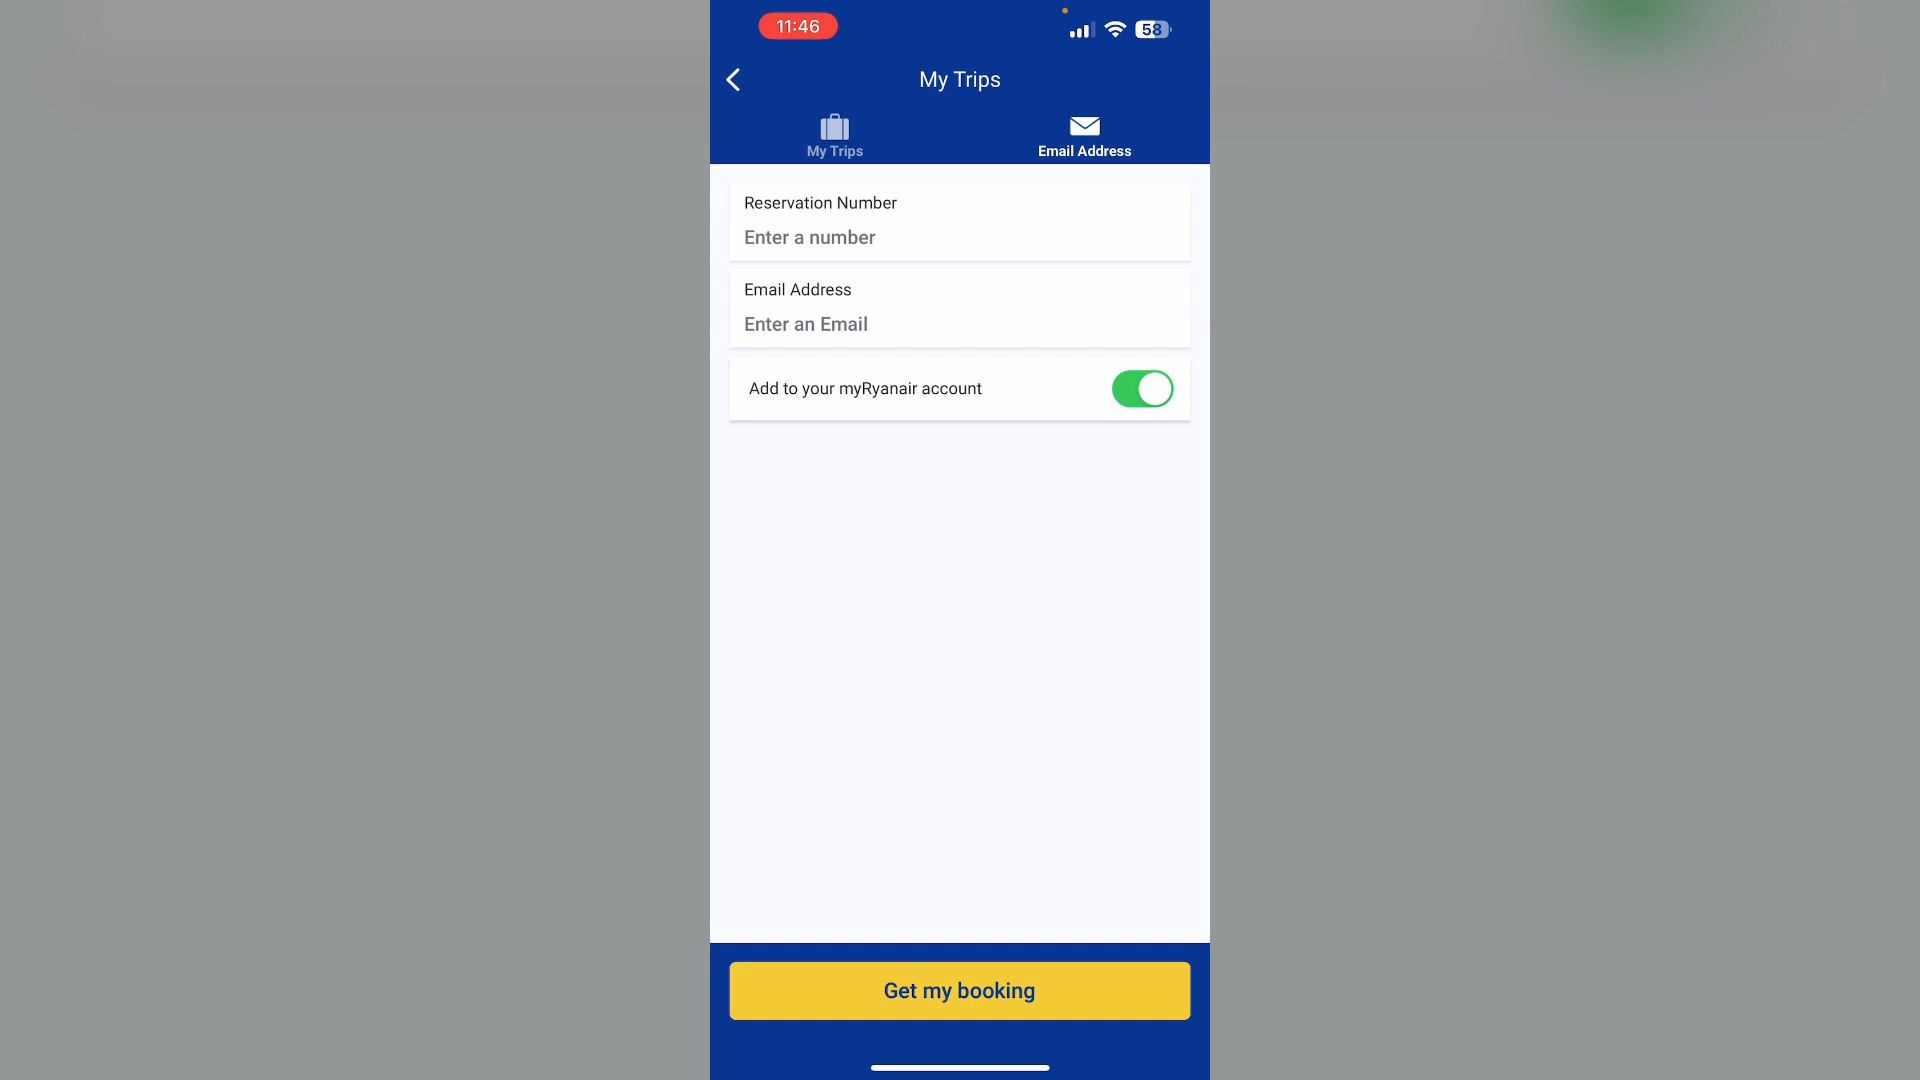 11:46
58
My Trips
My Trips
Email Address
Reservation Number
Enter a number
Email Address
Enter an Email
Add to your myRyanair account
Get my booking